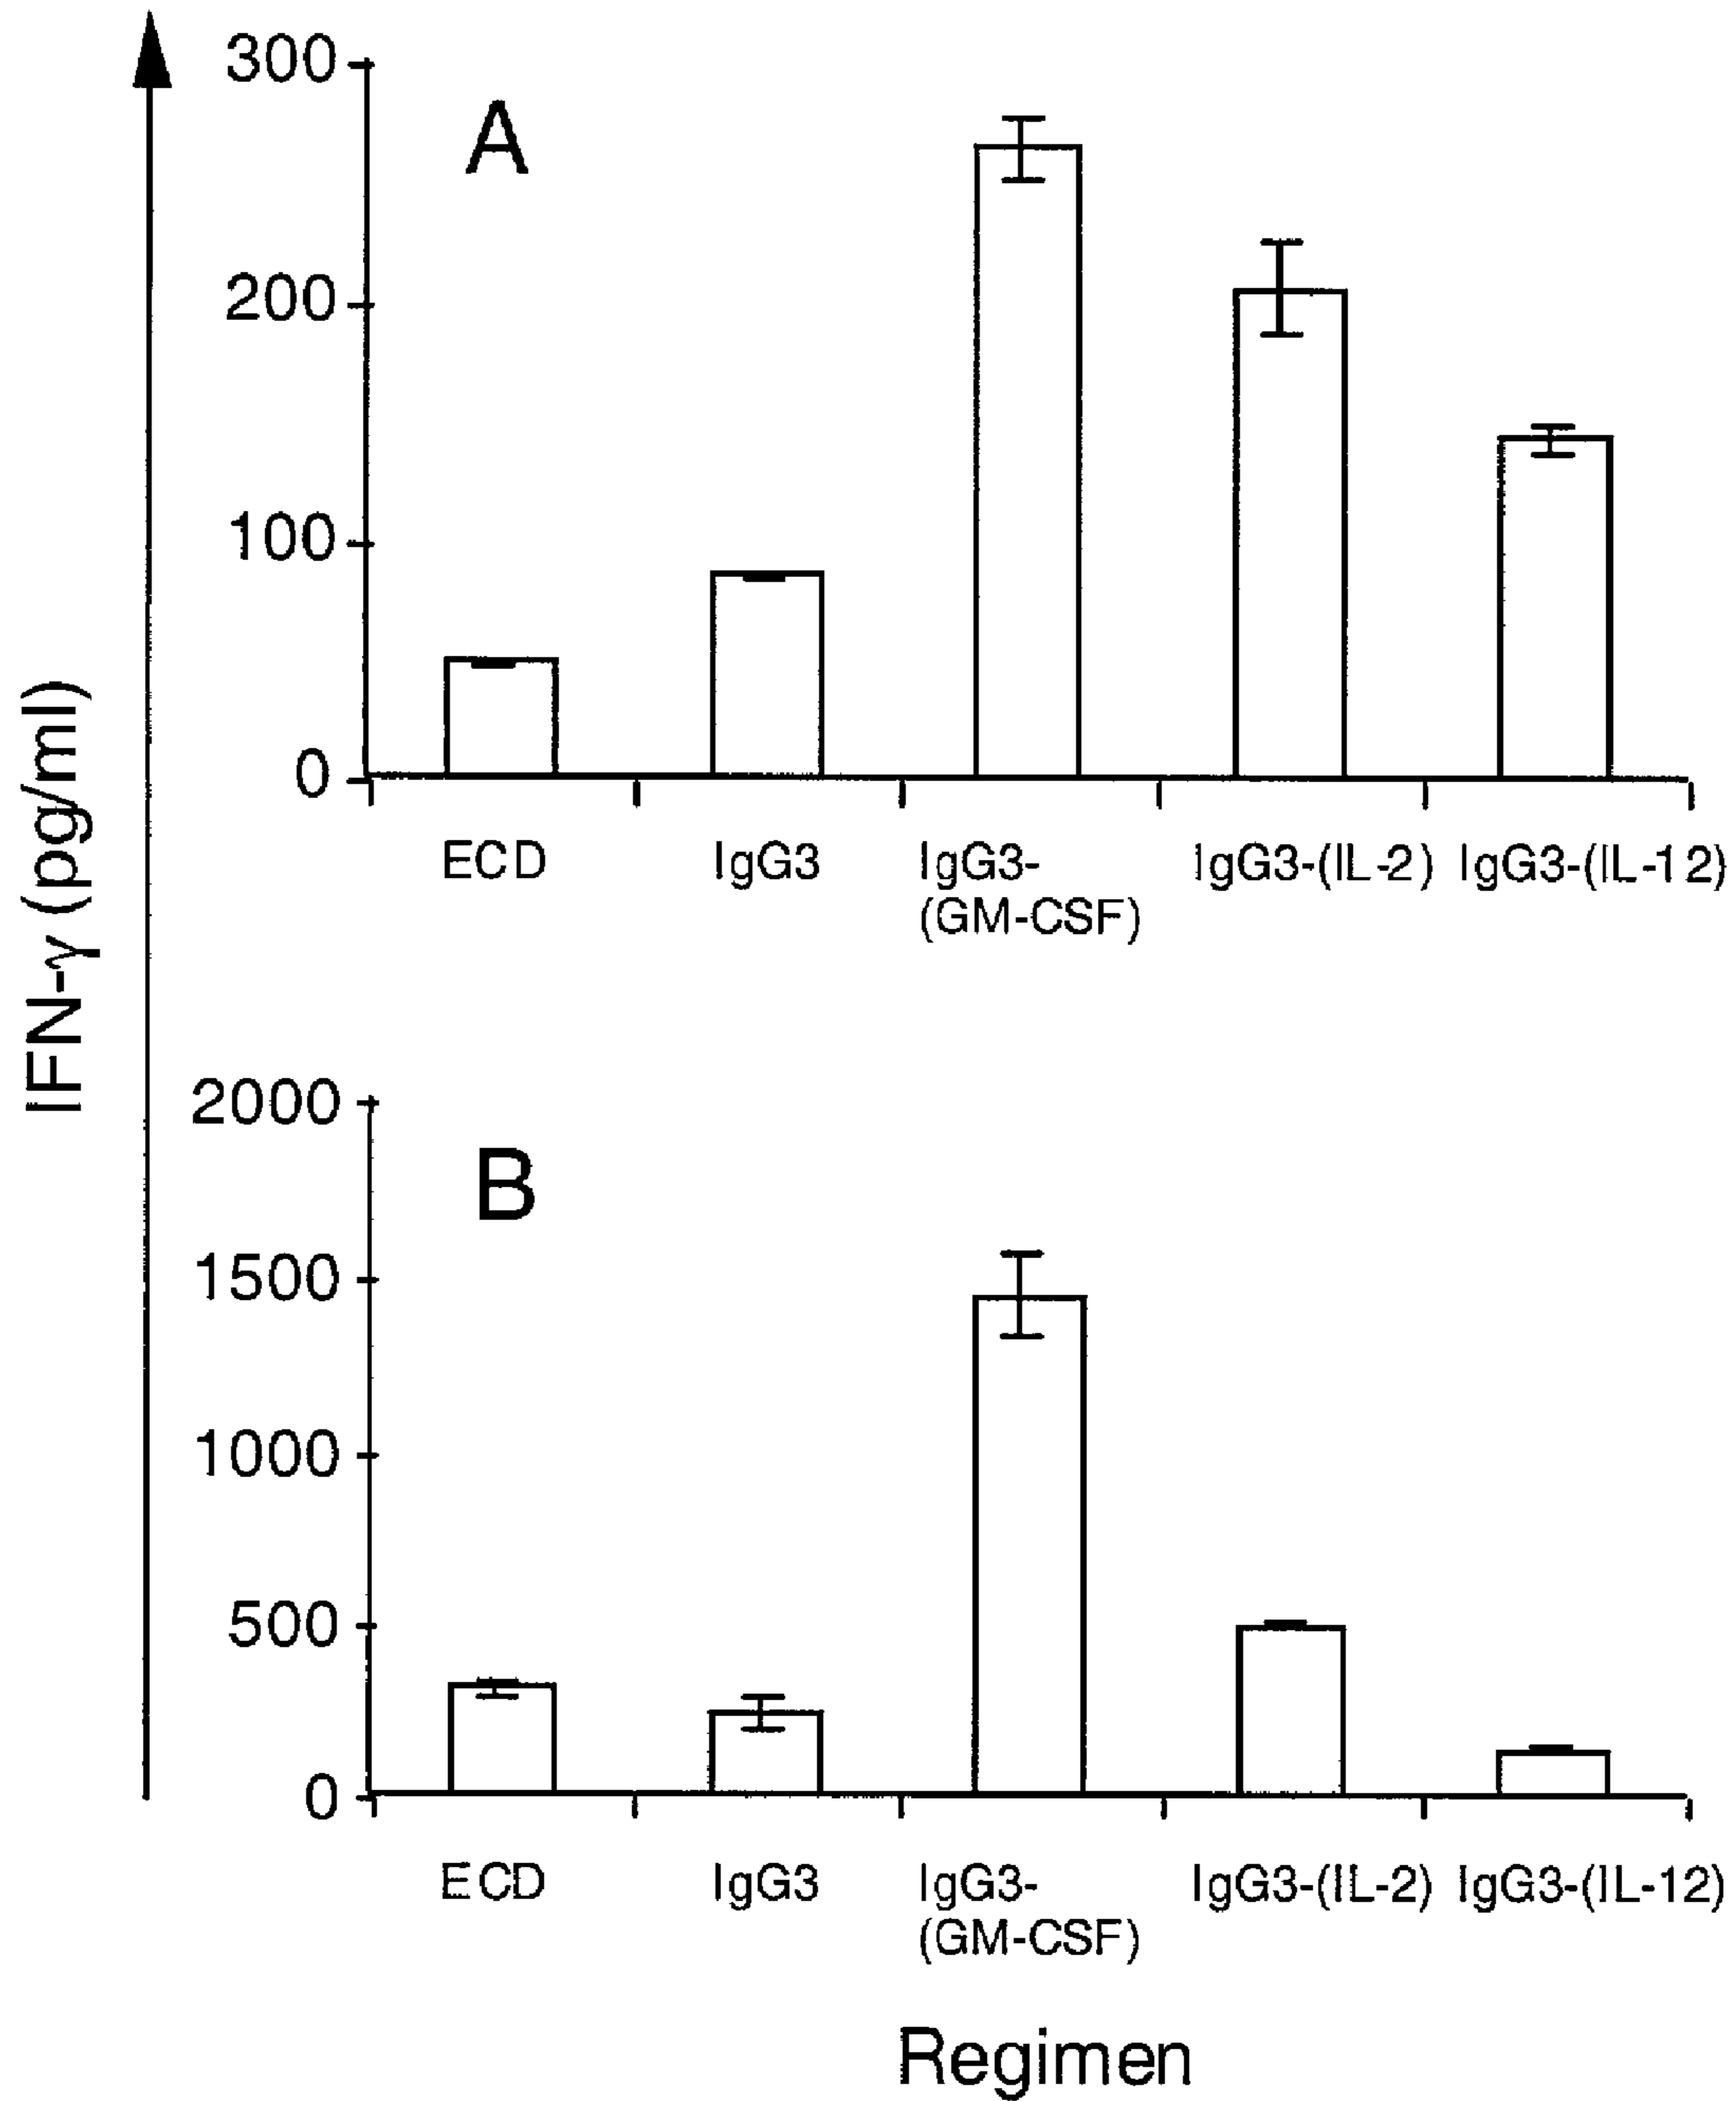 IFN-γ (pg/ml)
A
300
200
100
0
ECD
IgG3
IgG3-
(GM-CSF)
IgG3-(IL-2)
IgG3-(IL-12)
B
2000
1500
1000
500
0
ECD
IgG3
IgG3-
(GM-CSF)
IgG3-(IL-2)
IgG3-(IL-12)
Regimen